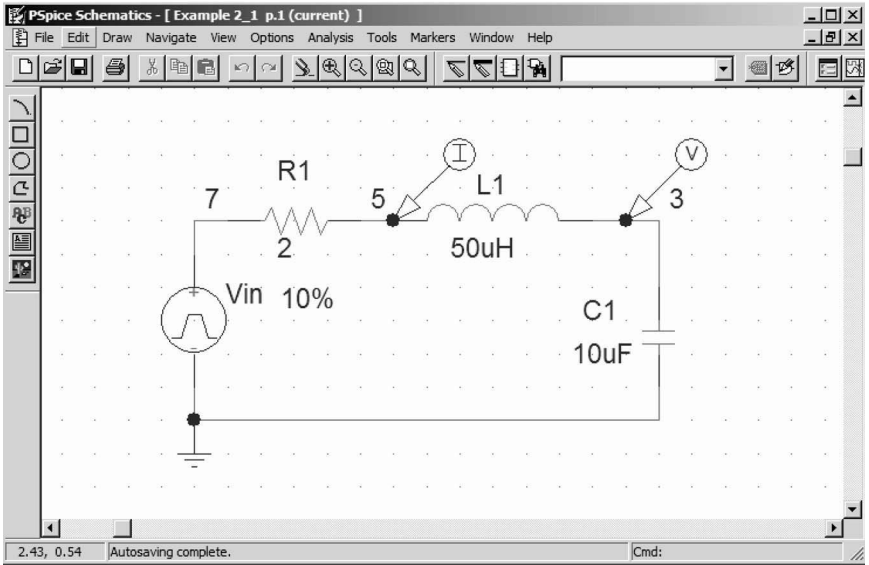 PSpice Schematics - [ Example 2_1 p.1 (current) ]
File Edit Draw Navigate View Options Analysis Tools Markers Window Help
I
V
R1
L1
7
5
3
2
50uH
Vin
10%
C1
10uF
2.43, 0.54 Autosaving complete. Cmd: